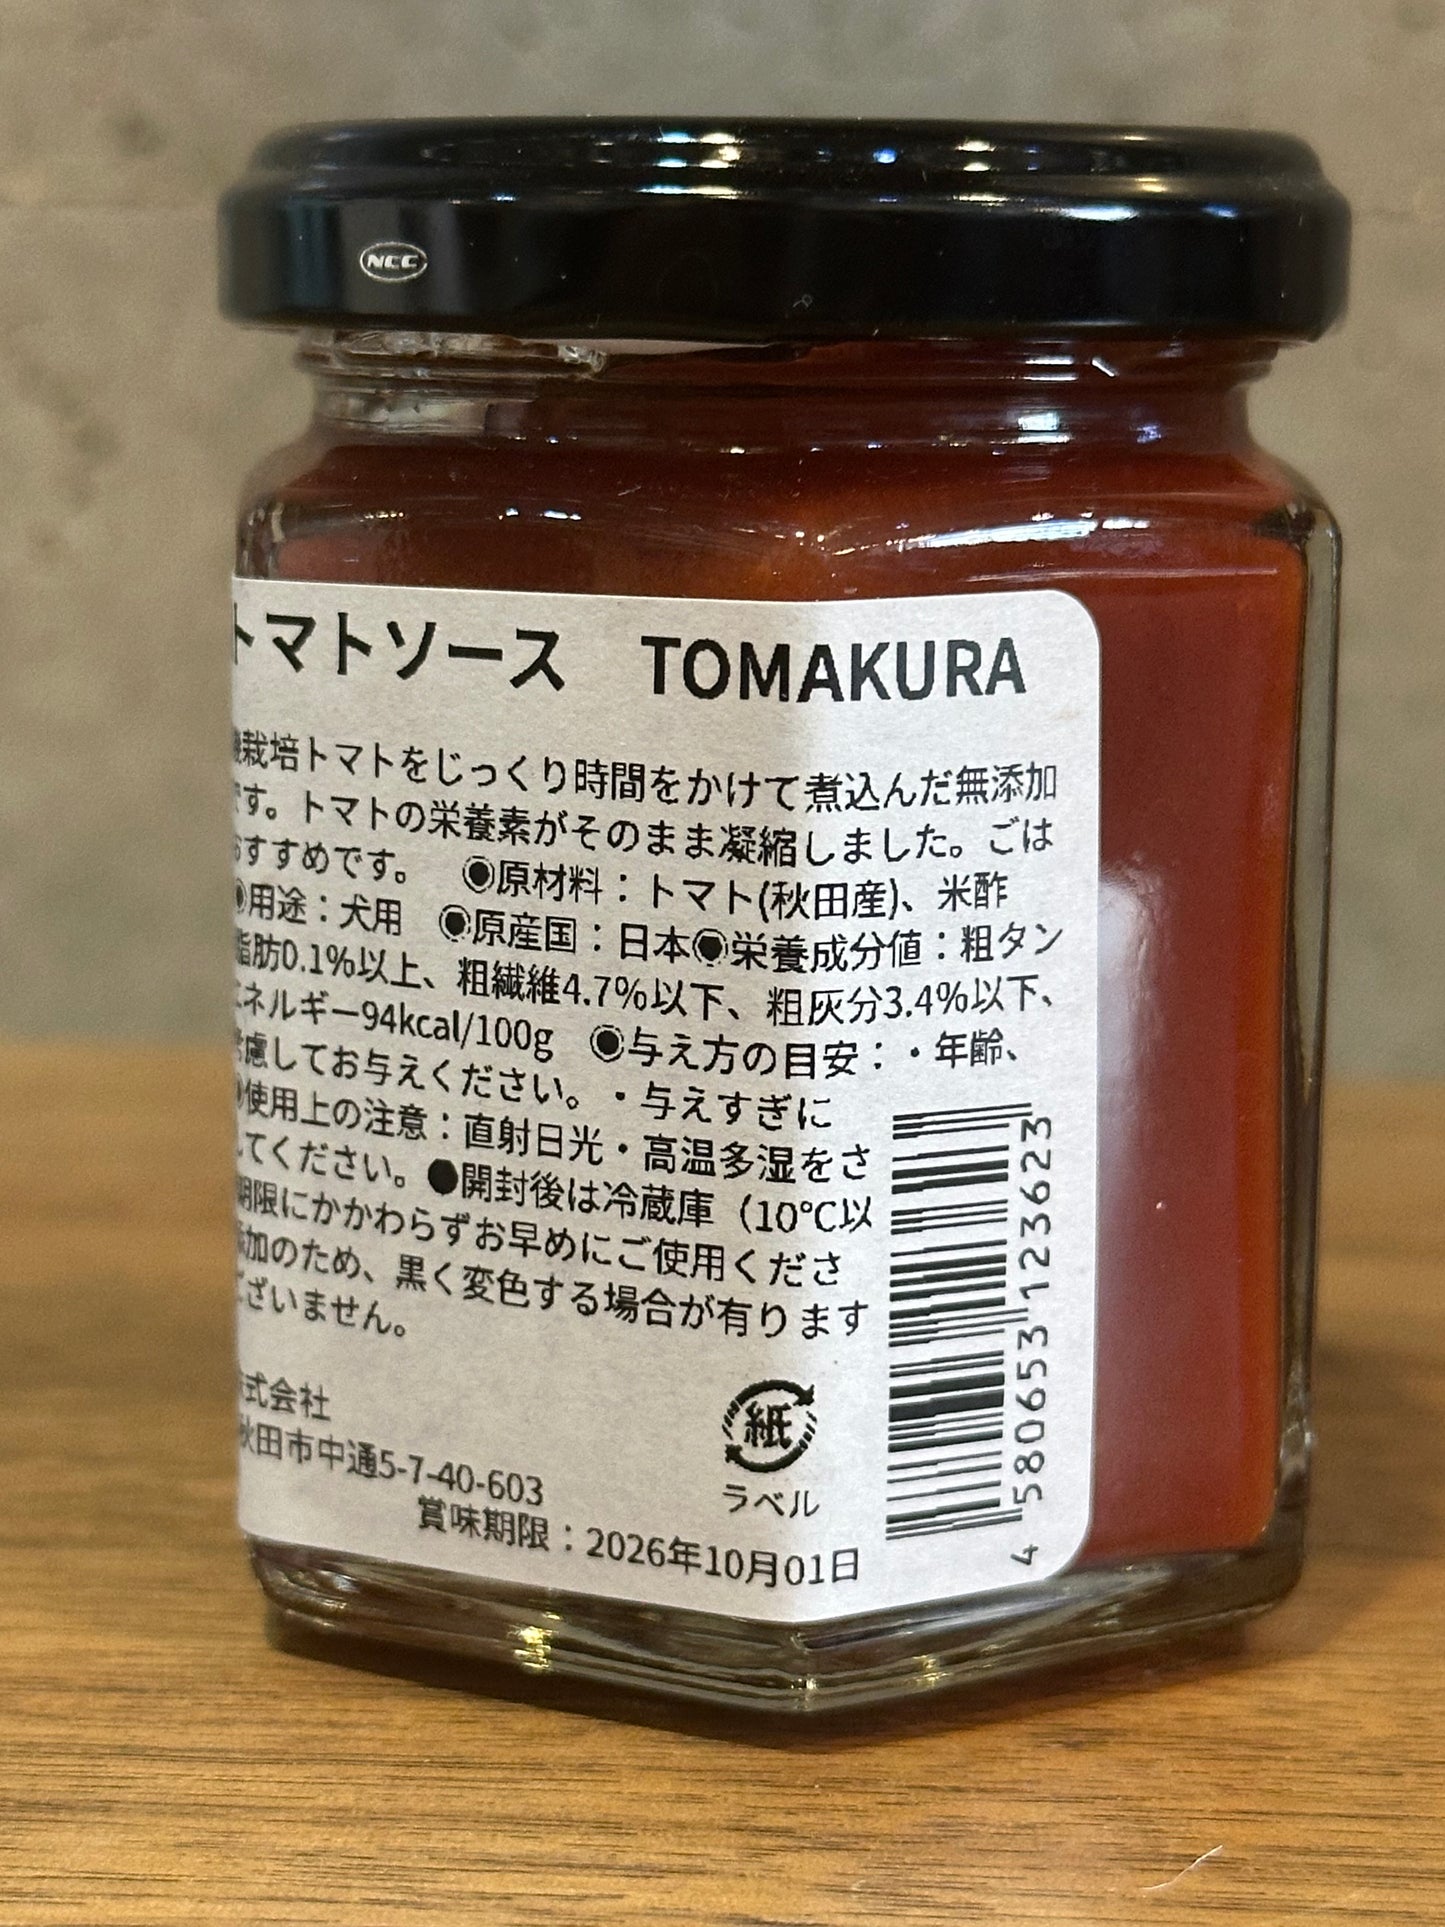 NCC
トマトソース　TOMAKURA
栽培トマトをじっくり時間をかけて煮込んだ無添加
です。トマトの栄養素がそのまま凝縮しました。ごは
おすすめです。　◉原材料：トマト(秋田産)、米酢
◉用途：犬用　◉原産国：日本◉栄養成分値：粗タン
脂肪0.1%以上、粗繊維4.7%以下、粗灰分3.4%以下、
エネルギー94kcal/100g　◉与え方の目安：・年齢、
慮してお与えください。・与えすぎに
◉使用上の注意：直射日光・高温多湿をさ
してください。●開封後は冷蔵庫（10℃以
期限にかかわらずお早めにご使用くださ
添加のため、黒く変色する場合が有ります
ございません。
株式会社
秋田市中通5-7-40-603
賞味期限：2026年10月01日
紙
ラベル
4 580653 123623